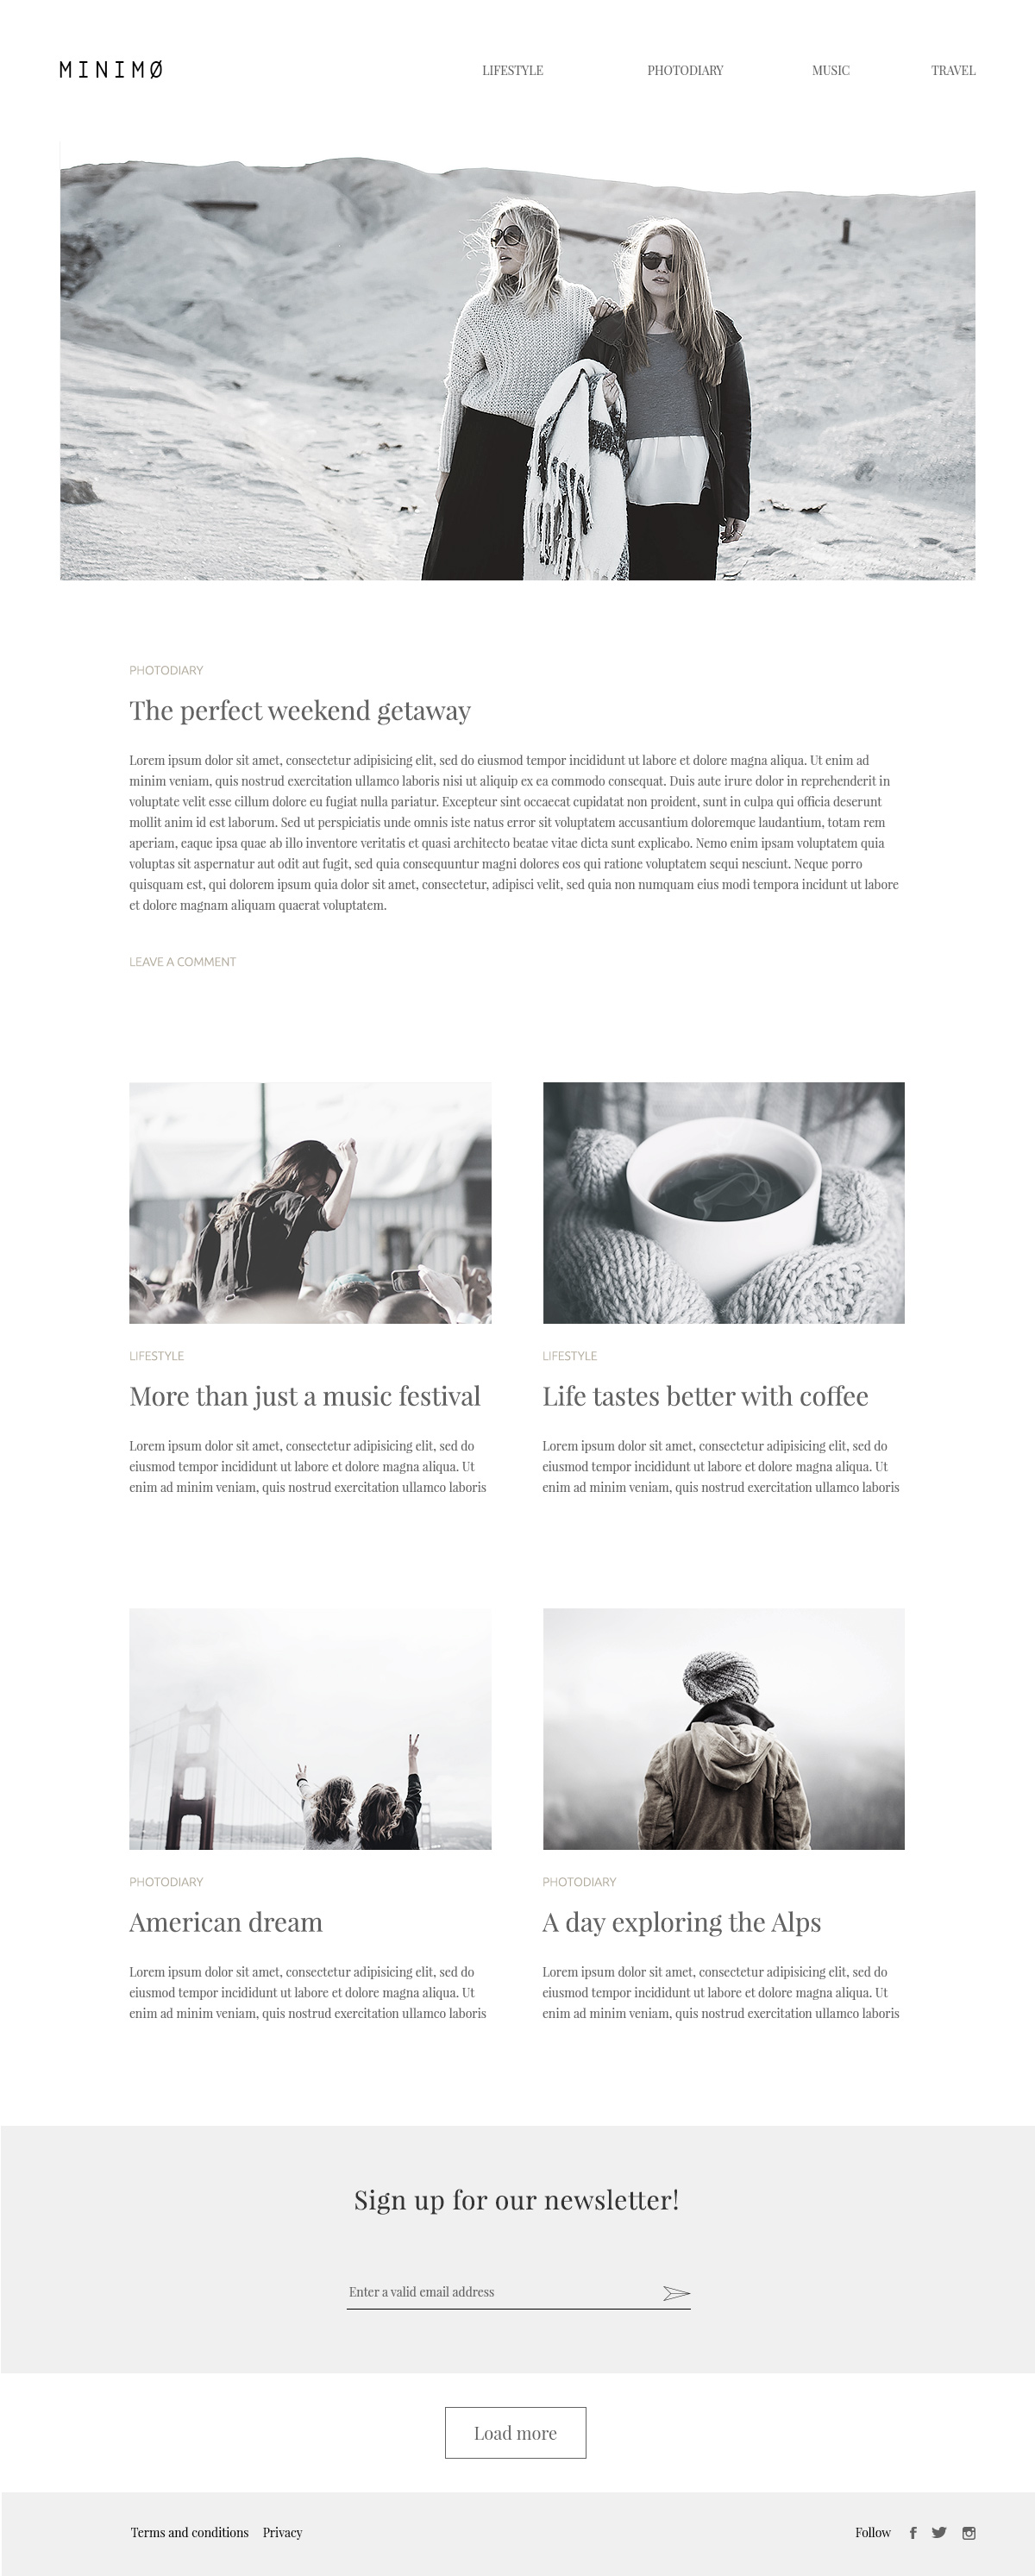 MINIMØ
LIFESTYLE PHOTODIARY MUSIC TRAVEL
PHOTODIARY
The perfect weekend getaway
Lorem ipsum dolor sit amet, consectetur adipisicing elit, sed do eiusmod tempor incididunt ut labore et dolore magna aliqua. Ut enim ad
minim veniam, quis nostrud exercitation ullamco laboris nisi ut aliquip ex ea commodo consequat. Duis aute irure dolor in reprehenderit in
voluptate velit esse cillum dolore eu fugiat nulla pariatur. Excepteur sint occaecat cupidatat non proident, sunt in culpa qui officia deserunt
mollit anim id est laborum. Sed ut perspiciatis unde omnis iste natus error sit voluptatem accusantium doloremque laudantium, totam rem
aperiam, eaque ipsa quae ab illo inventore veritatis et quasi architecto beatae vitae dicta sunt explicabo. Nemo enim ipsam voluptatem quia
voluptas sit aspernatur aut odit aut fugit, sed quia consequuntur magni dolores eos qui ratione voluptatem sequi nesciunt. Neque porro
quisquam est, qui dolorem ipsum quia dolor sit amet, consectetur, adipisci velit, sed quia non numquam eius modi tempora incidunt ut labore
et dolore magnam aliquam quaerat voluptatem.
LEAVE A COMMENT
LIFESTYLE
More than just a music festival
Lorem ipsum dolor sit amet, consectetur adipisicing elit, sed do
eiusmod tempor incididunt ut labore et dolore magna aliqua. Ut
enim ad minim veniam, quis nostrud exercitation ullamco laboris
LIFESTYLE
Life tastes better with coffee
Lorem ipsum dolor sit amet, consectetur adipisicing elit, sed do
eiusmod tempor incididunt ut labore et dolore magna aliqua. Ut
enim ad minim veniam, quis nostrud exercitation ullamco laboris
PHOTODIARY
American dream
Lorem ipsum dolor sit amet, consectetur adipisicing elit, sed do
eiusmod tempor incididunt ut labore et dolore magna aliqua. Ut
enim ad minim veniam, quis nostrud exercitation ullamco laboris
PHOTODIARY
A day exploring the Alps
Lorem ipsum dolor sit amet, consectetur adipisicing elit, sed do
eiusmod tempor incididunt ut labore et dolore magna aliqua. Ut
enim ad minim veniam, quis nostrud exercitation ullamco laboris
Sign up for our newsletter!
Enter a valid email address
Load more
Terms and conditions Privacy
Follow